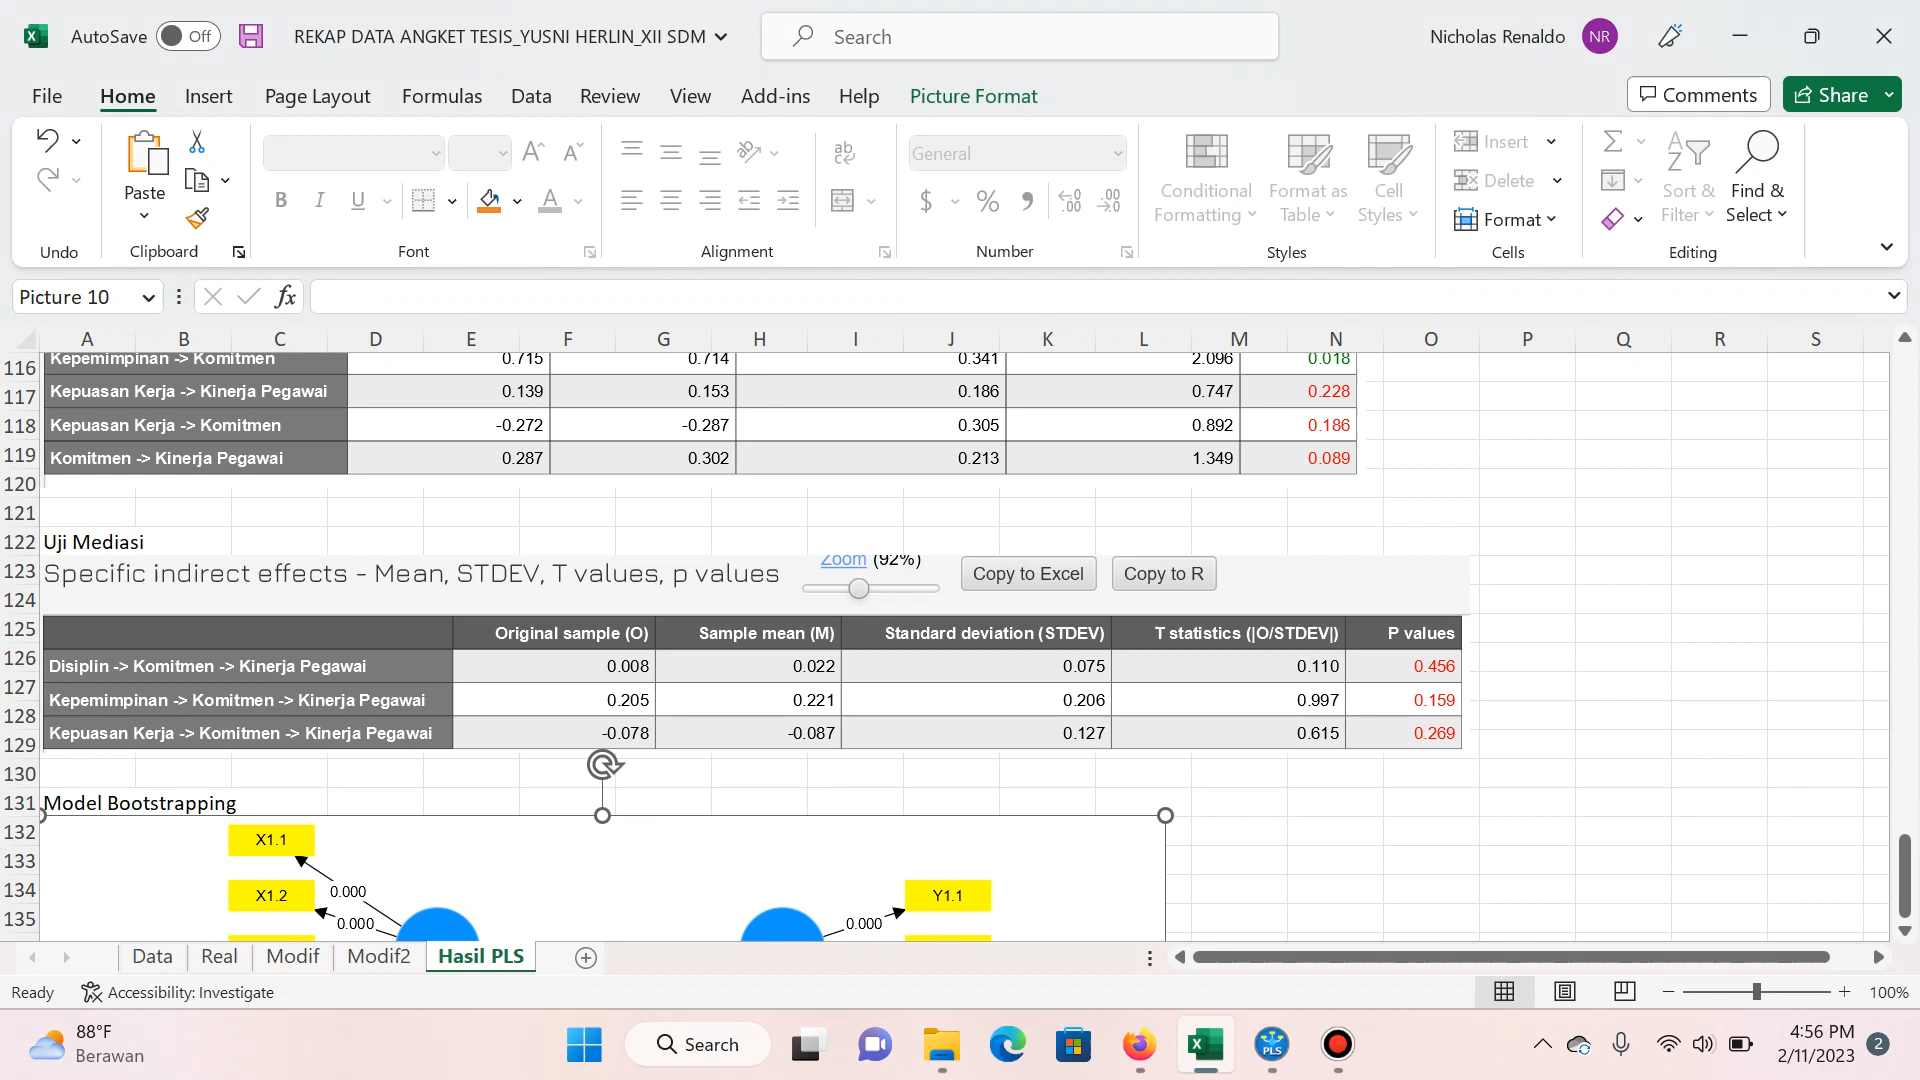 AutoSave Off REKAP DATA ANGKET TESIS_YUSNI HERLIN_XII SDM Search Nicholas Renaldo NR
File Home Insert Page Layout Formulas Data Review View Add-ins Help Picture Format Comments Share
Paste
General
$ % ,
ab
Conditional Formatting
Format as Table
Cell Styles
Insert
Delete
Format
Sort & Filter
Find & Select
Undo Clipboard Font Alignment Number Styles Cells Editing
Picture 10 fx
A B C D E F G H I J K L M N O P Q R S
116 Kepemimpinan -> Komitmen 0.715 0.714 0.341 2.096 0.018
117 Kepuasan Kerja -> Kinerja Pegawai 0.139 0.153 0.186 0.747 0.228
118 Kepuasan Kerja -> Komitmen -0.272 -0.287 0.305 0.892 0.186
119 Komitmen -> Kinerja Pegawai 0.287 0.302 0.213 1.349 0.089
120
121
122 Uji Mediasi
123 Specific indirect effects - Mean, STDEV, T values, p values Zoom (92%) Copy to Excel Copy to R
124
125 Original sample (O) Sample mean (M) Standard deviation (STDEV) T statistics (|O/STDEV|) P values
126 Disiplin -> Komitmen -> Kinerja Pegawai 0.008 0.022 0.075 0.110 0.456
127 Kepemimpinan -> Komitmen -> Kinerja Pegawai 0.205 0.221 0.206 0.997 0.159
128
129 Kepuasan Kerja -> Komitmen -> Kinerja Pegawai -0.078 -0.087 0.127 0.615 0.269
130
131 Model Bootstrapping
132 X1.1
133
134 X1.2 0.000 Y1.1
135 0.000 0.000
Data Real Modif Modif2 Hasil PLS
Ready Accessibility: Investigate 100%
88°F
Berawan
Search
PLS
4:56 PM
2/11/2023
2